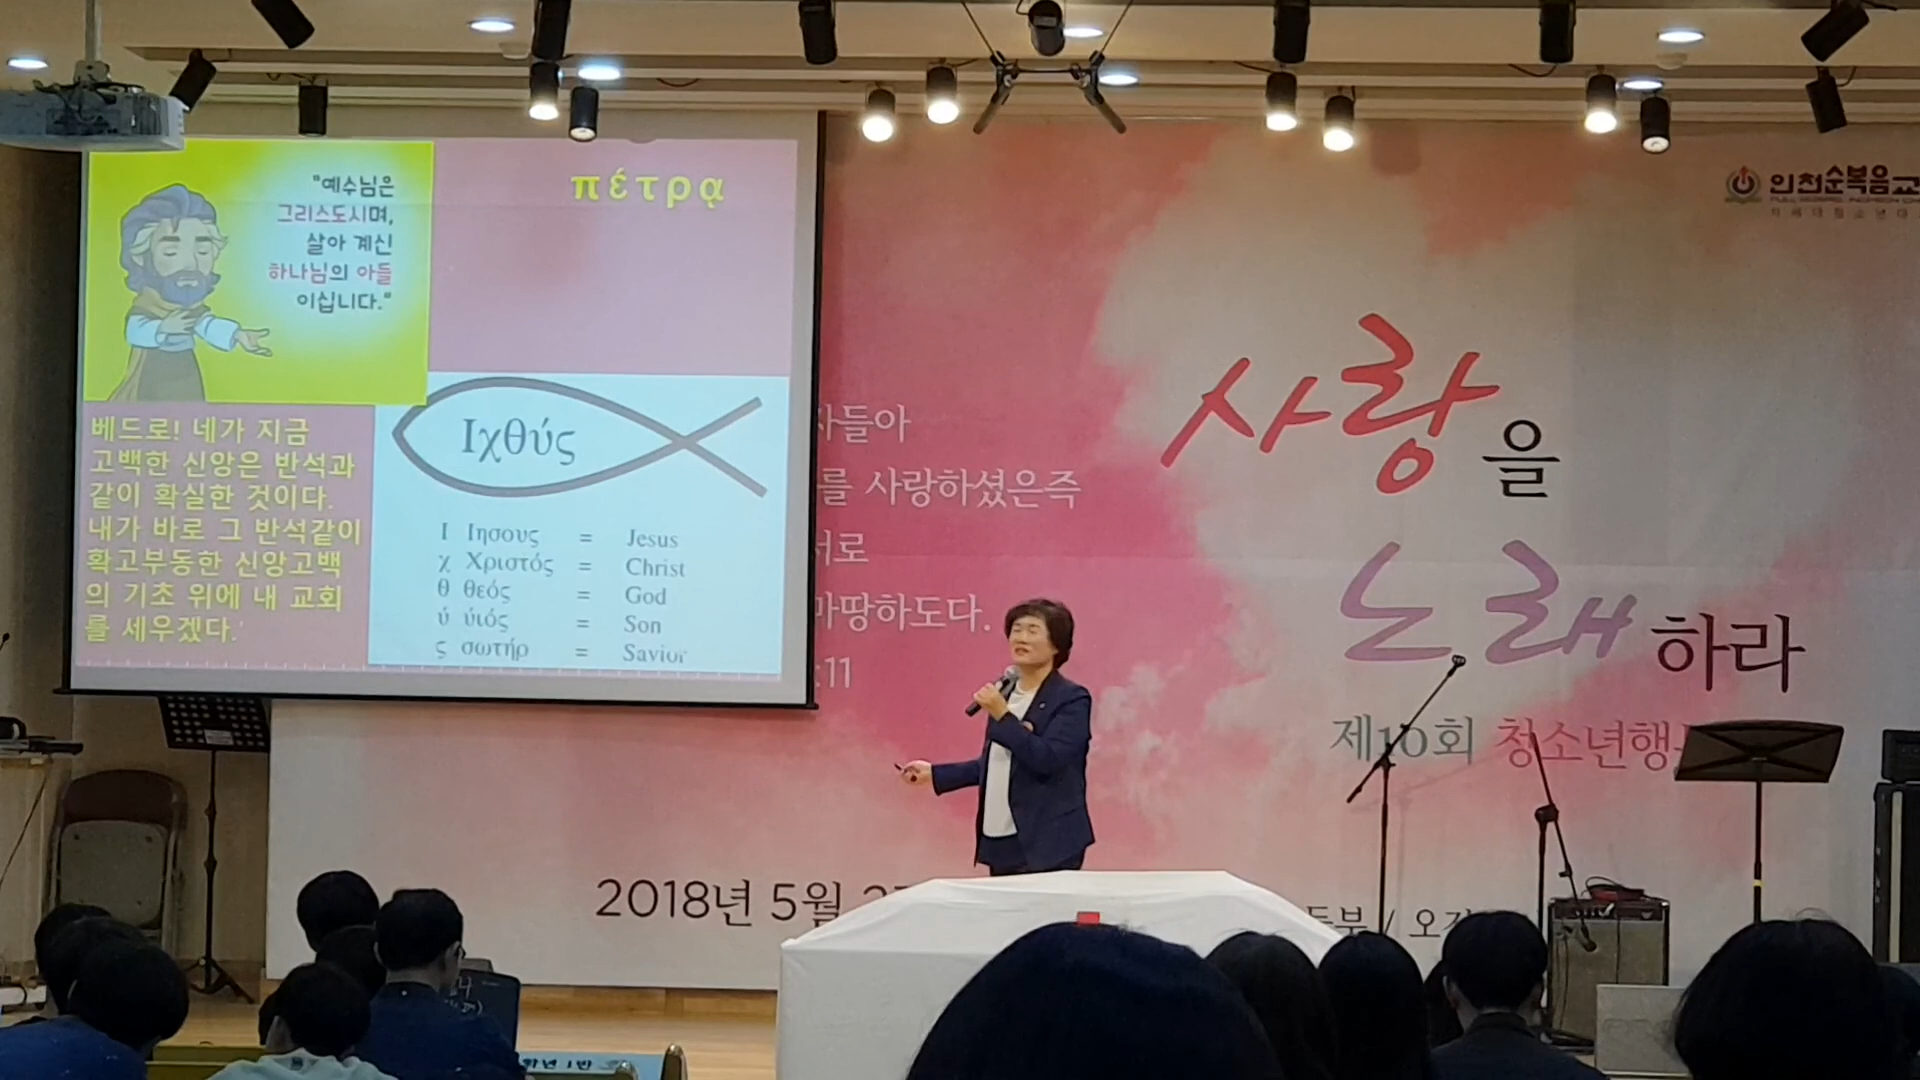 "예수님은
그리스도시며,
살아 계신
하나님의 아들
이십니다."
πέτρᾳ
베드로! 네가 지금
고백한 신앙은 반석과
같이 확실한 것이다.
내가 바로 그 반석같이
확고부동한 신앙고백
의 기초 위에 내 교회
를 세우겠다.'
Ιχθύς
Ι Ιησους = Jesus
χ Χριστός = Christ
θ θεός = God
ύ ύιός = Son
ς σωτήρ = Savior
자들아
를 사랑하셨은즉
서로
마땅하도다.
:11
인천순복음교
사랑을
노래하라
제10회 청소년행
2018년 5월
등부 / 오